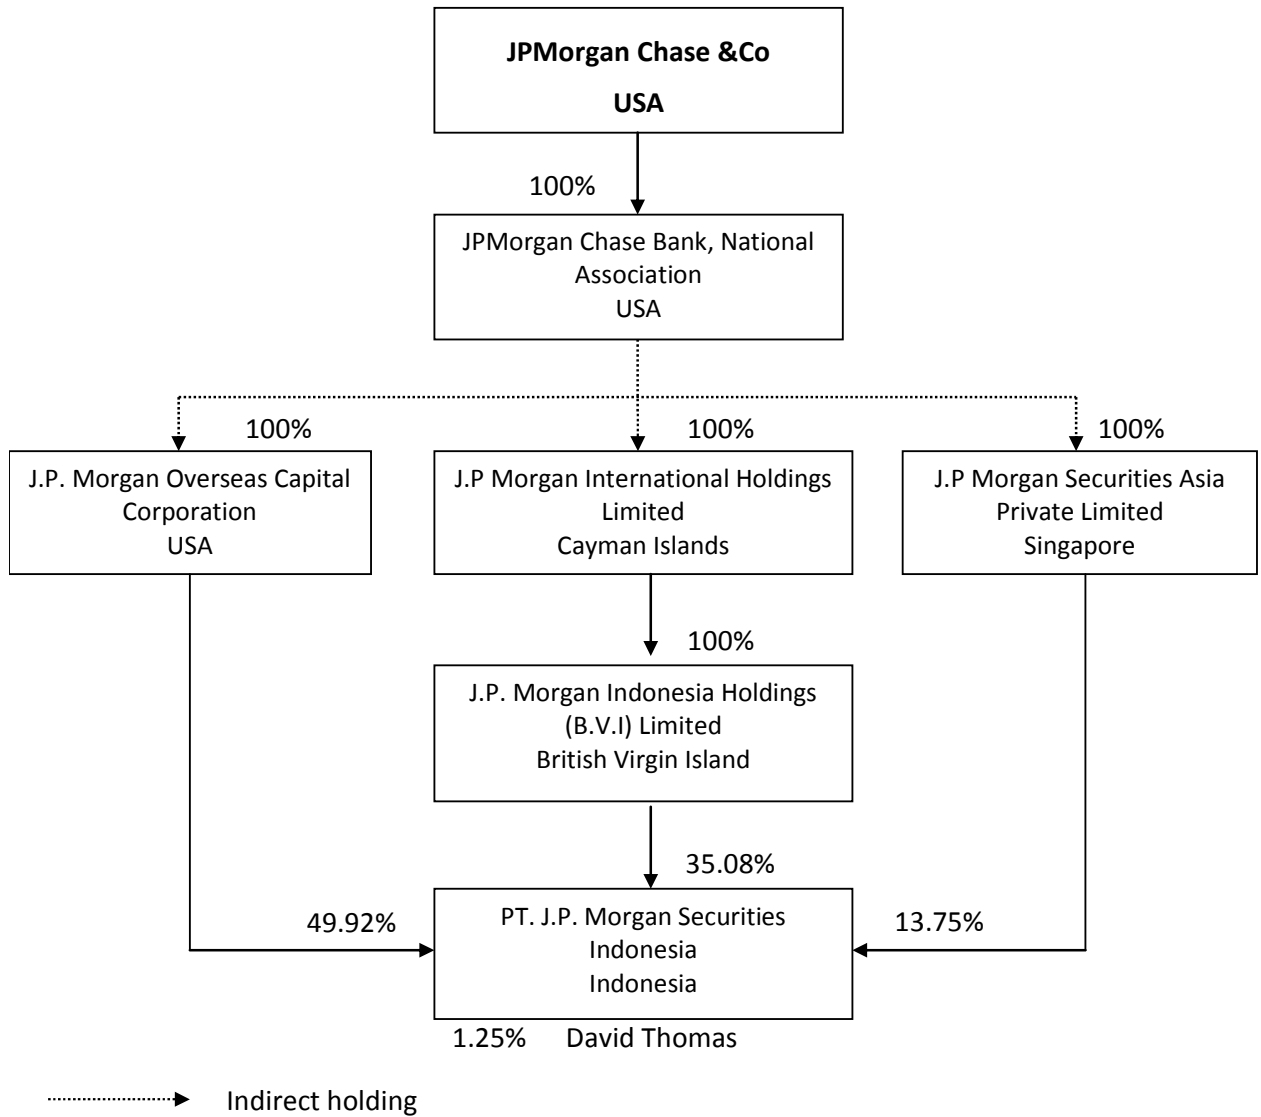 JPMorgan Chase &Co
USA
100%
JPMorgan Chase Bank, National
Association
USA
100%
100%
100%
J.P. Morgan Overseas Capital
Corporation
USA
J.P Morgan International Holdings
Limited
Cayman Islands
J.P Morgan Securities Asia
Private Limited
Singapore
100%
J.P. Morgan Indonesia Holdings
(B.V.I) Limited
British Virgin Island
35.08%
49.92%
PT. J.P. Morgan Securities
Indonesia
Indonesia
13.75%
1.25% David Thomas
Indirect holding